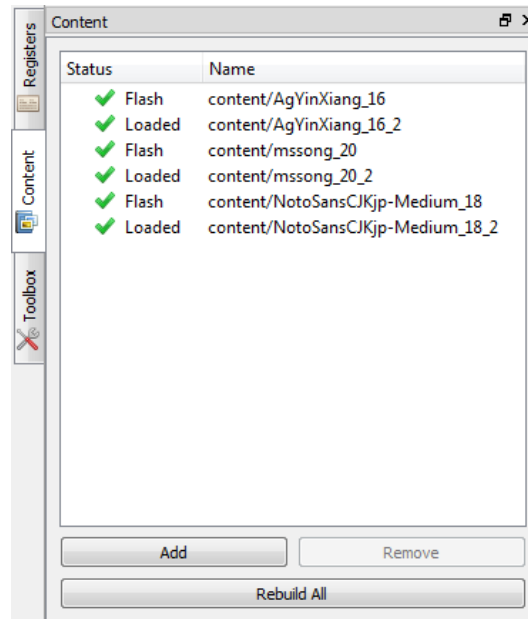 Content
Registers
Content
Toolbox
Status Name
Flash content/AgYinXiang_16
Loaded content/AgYinXiang_16_2
Flash content/mssong_20
Loaded content/mssong_20_2
Flash content/NotoSansCJKjp-Medium_18
Loaded content/NotoSansCJKjp-Medium_18_2
Add Remove
Rebuild All